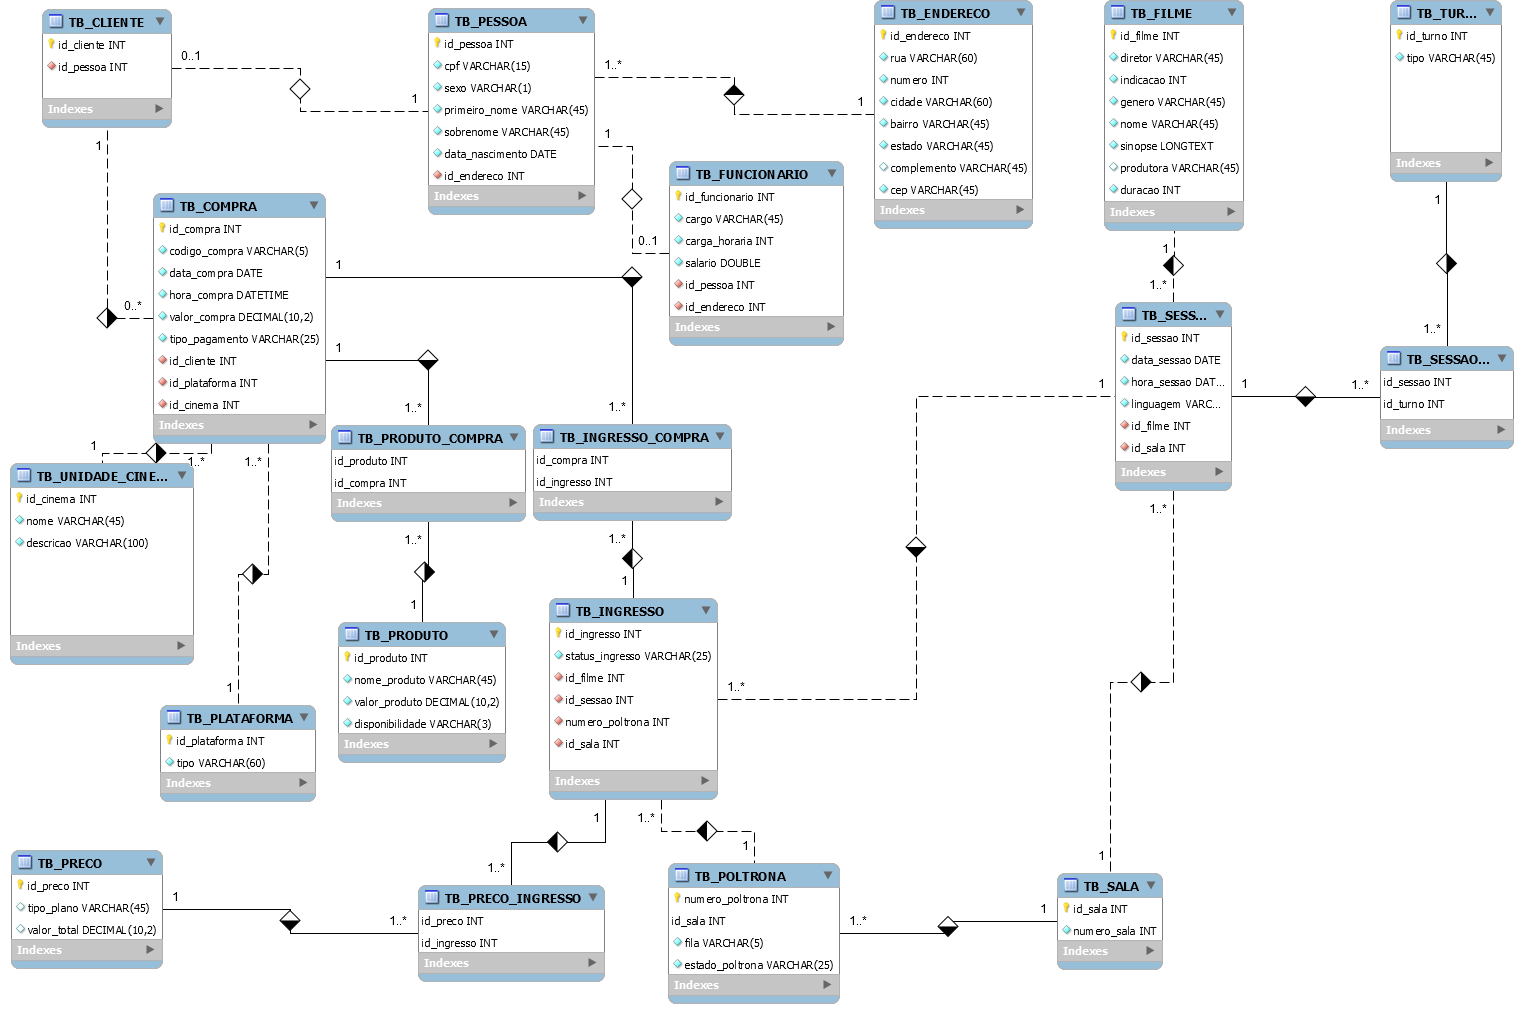 TB_CLIENTE
id_cliente INT
id_pessoa INT
Indexes
0..1
1
1
TB_PESSOA
id_pessoa INT
cpf VARCHAR(15)
sexo VARCHAR(1)
primeiro_nome VARCHAR(45)
sobrenome VARCHAR(45)
data_nascimento DATE
id_endereco INT
Indexes
1..*
1
1
0..1
TB_ENDERECO
id_endereco INT
rua VARCHAR(60)
numero INT
cidade VARCHAR(60)
bairro VARCHAR(45)
estado VARCHAR(45)
complemento VARCHAR(45)
cep VARCHAR(45)
Indexes
TB_FUNCIONARIO
id_funcionario INT
cargo VARCHAR(45)
carga_horaria INT
salario DOUBLE
id_pessoa INT
id_endereco INT
Indexes
TB_FILME
id_filme INT
diretor VARCHAR(45)
indicacao INT
genero VARCHAR(45)
nome VARCHAR(45)
sinopse LONGTEXT
produtora VARCHAR(45)
duracao INT
Indexes
1
1..*
TB_TUR...
id_turno INT
tipo VARCHAR(45)
Indexes
1
1..*
TB_COMPRA
id_compra INT
codigo_compra VARCHAR(5)
data_compra DATE
hora_compra DATETIME
valor_compra DECIMAL(10,2)
tipo_pagamento VARCHAR(25)
id_cliente INT
id_plataforma INT
id_cinema INT
Indexes
0..*
1
1
1..*
1..*
1
1..*
1..*
TB_SESS...
id_sessao INT
data_sessao DATE
hora_sessao DAT...
linguagem VARC...
id_filme INT
id_sala INT
Indexes
1
1
1..*
1..*
TB_SESSAO...
id_sessao INT
id_turno INT
Indexes
TB_UNIDADE_CINE...
id_cinema INT
nome VARCHAR(45)
descricao VARCHAR(100)
Indexes
TB_PRODUTO_COMPRA
id_produto INT
id_compra INT
Indexes
1..*
1
TB_INGRESSO_COMPRA
id_compra INT
id_ingresso INT
Indexes
1..*
1
TB_INGRESSO
id_ingresso INT
status_ingresso VARCHAR(25)
id_filme INT
id_sessao INT
numero_poltrona INT
id_sala INT
Indexes
1..*
1
1..*
TB_PRODUTO
id_produto INT
nome_produto VARCHAR(45)
valor_produto DECIMAL(10,2)
disponibilidade VARCHAR(3)
Indexes
1
TB_PLATAFORMA
id_plataforma INT
tipo VARCHAR(60)
Indexes
TB_PRECO
id_preco INT
tipo_plano VARCHAR(45)
valor_total DECIMAL(10,2)
Indexes
1
1..*
1..*
TB_PRECO_INGRESSO
id_preco INT
id_ingresso INT
Indexes
1
TB_POLTRONA
numero_poltrona INT
id_sala INT
fila VARCHAR(5)
estado_poltrona VARCHAR(25)
Indexes
1..*
1
1
TB_SALA
id_sala INT
numero_sala INT
Indexes